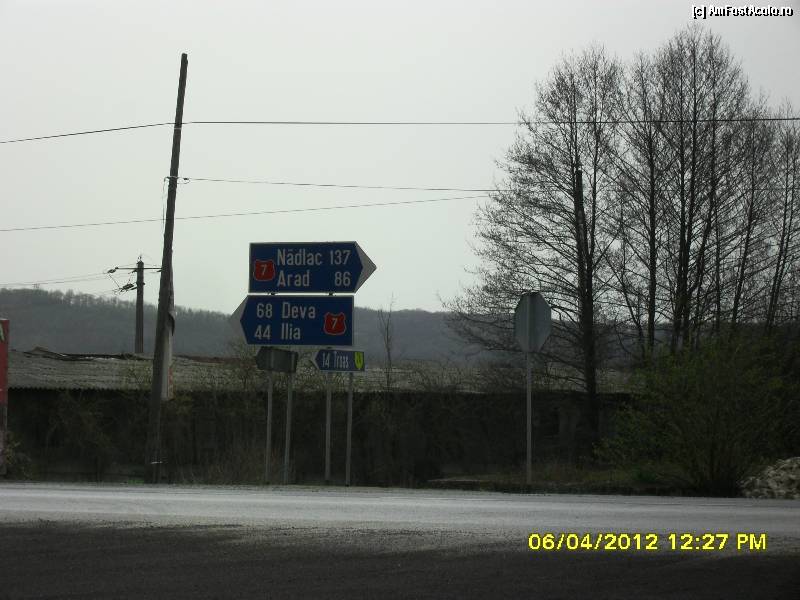 [c] AmFostAcolo.ro
7 Nădlac 137
Arad 86
68 Deva 7
44 Ilia
14 Troaș
06/04/2012 12:27 PM